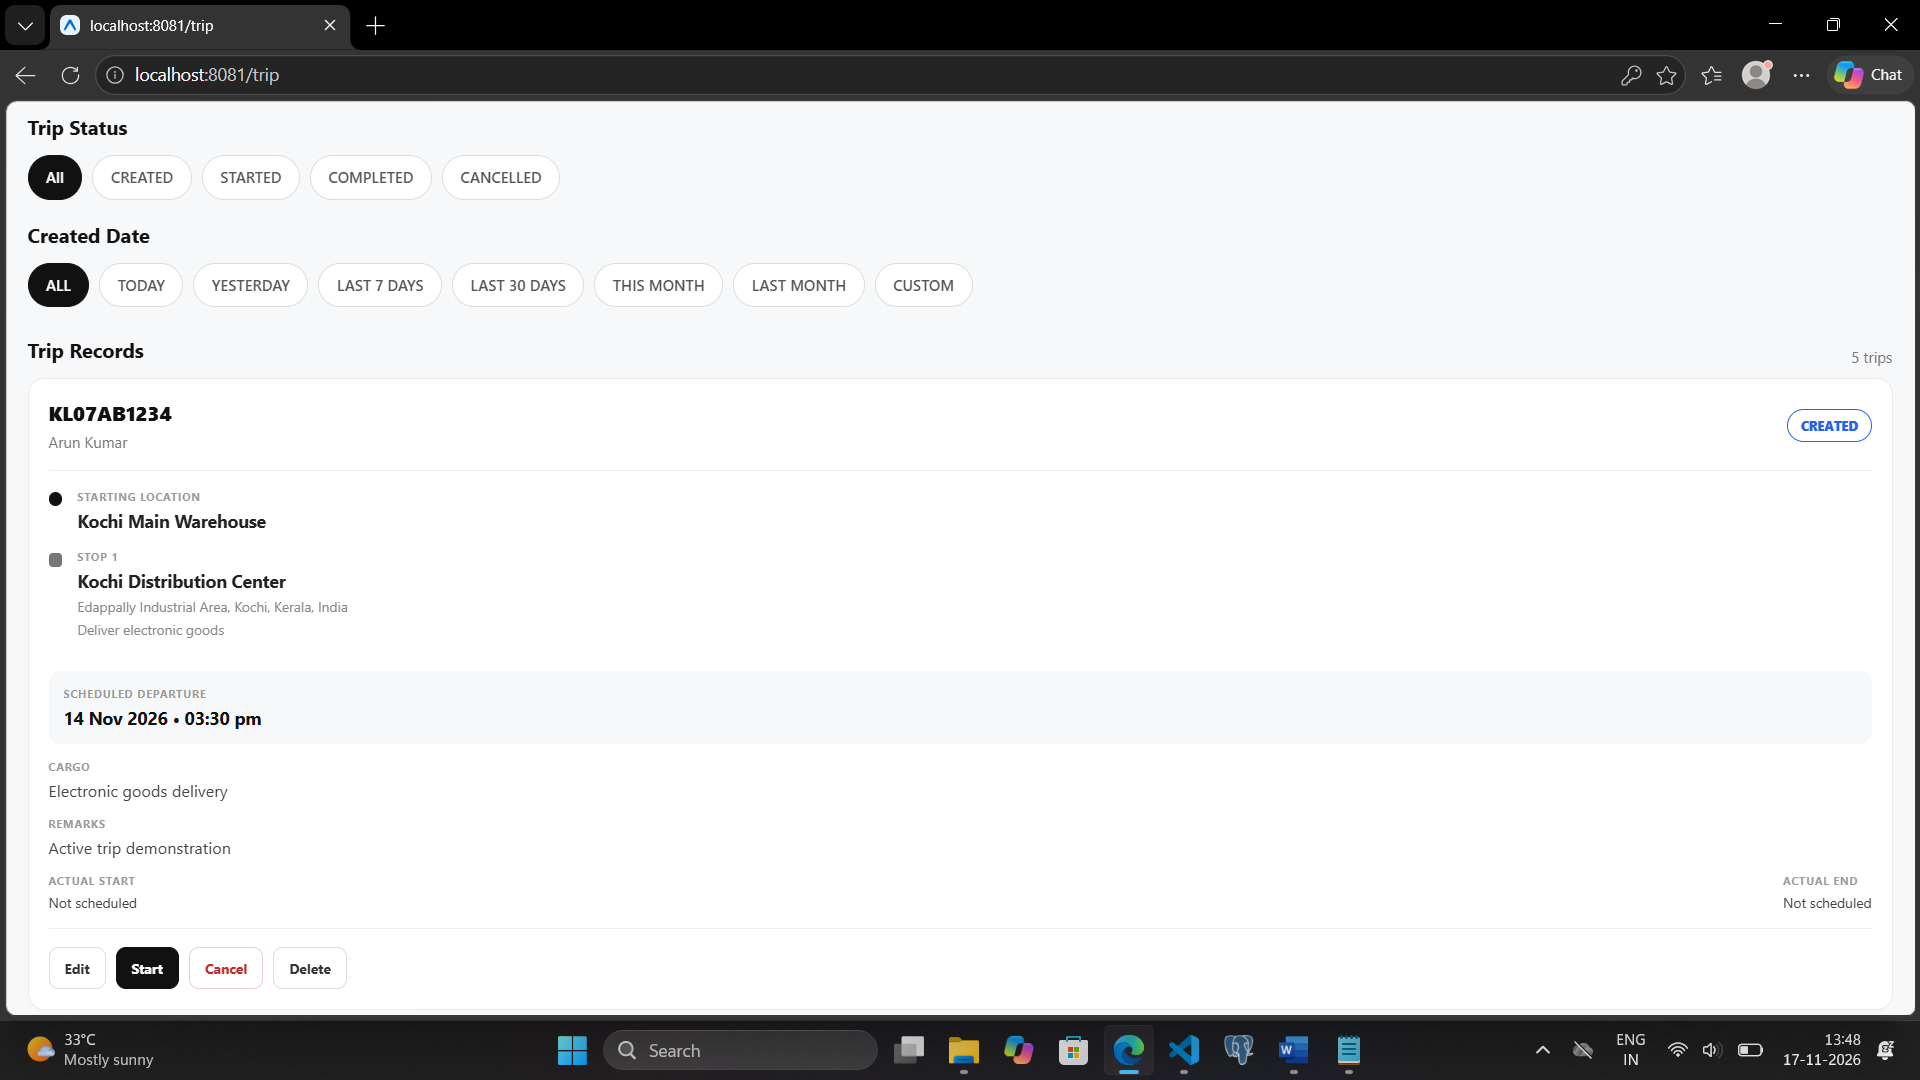 localhost:8081/trip
localhost:8081/trip
Chat
Trip Status
All
CREATED
STARTED
COMPLETED
CANCELLED
Created Date
ALL
TODAY
YESTERDAY
LAST 7 DAYS
LAST 30 DAYS
THIS MONTH
LAST MONTH
CUSTOM
Trip Records
5 trips
KL07AB1234
Arun Kumar
CREATED
STARTING LOCATION
Kochi Main Warehouse
STOP 1
Kochi Distribution Center
Edappally Industrial Area, Kochi, Kerala, India
Deliver electronic goods
SCHEDULED DEPARTURE
14 Nov 2026 • 03:30 pm
CARGO
Electronic goods delivery
REMARKS
Active trip demonstration
ACTUAL START
Not scheduled
ACTUAL END
Not scheduled
Edit
Start
Cancel
Delete
33°C
Mostly sunny
Search
W
ENG
IN
13:48
17-11-2026